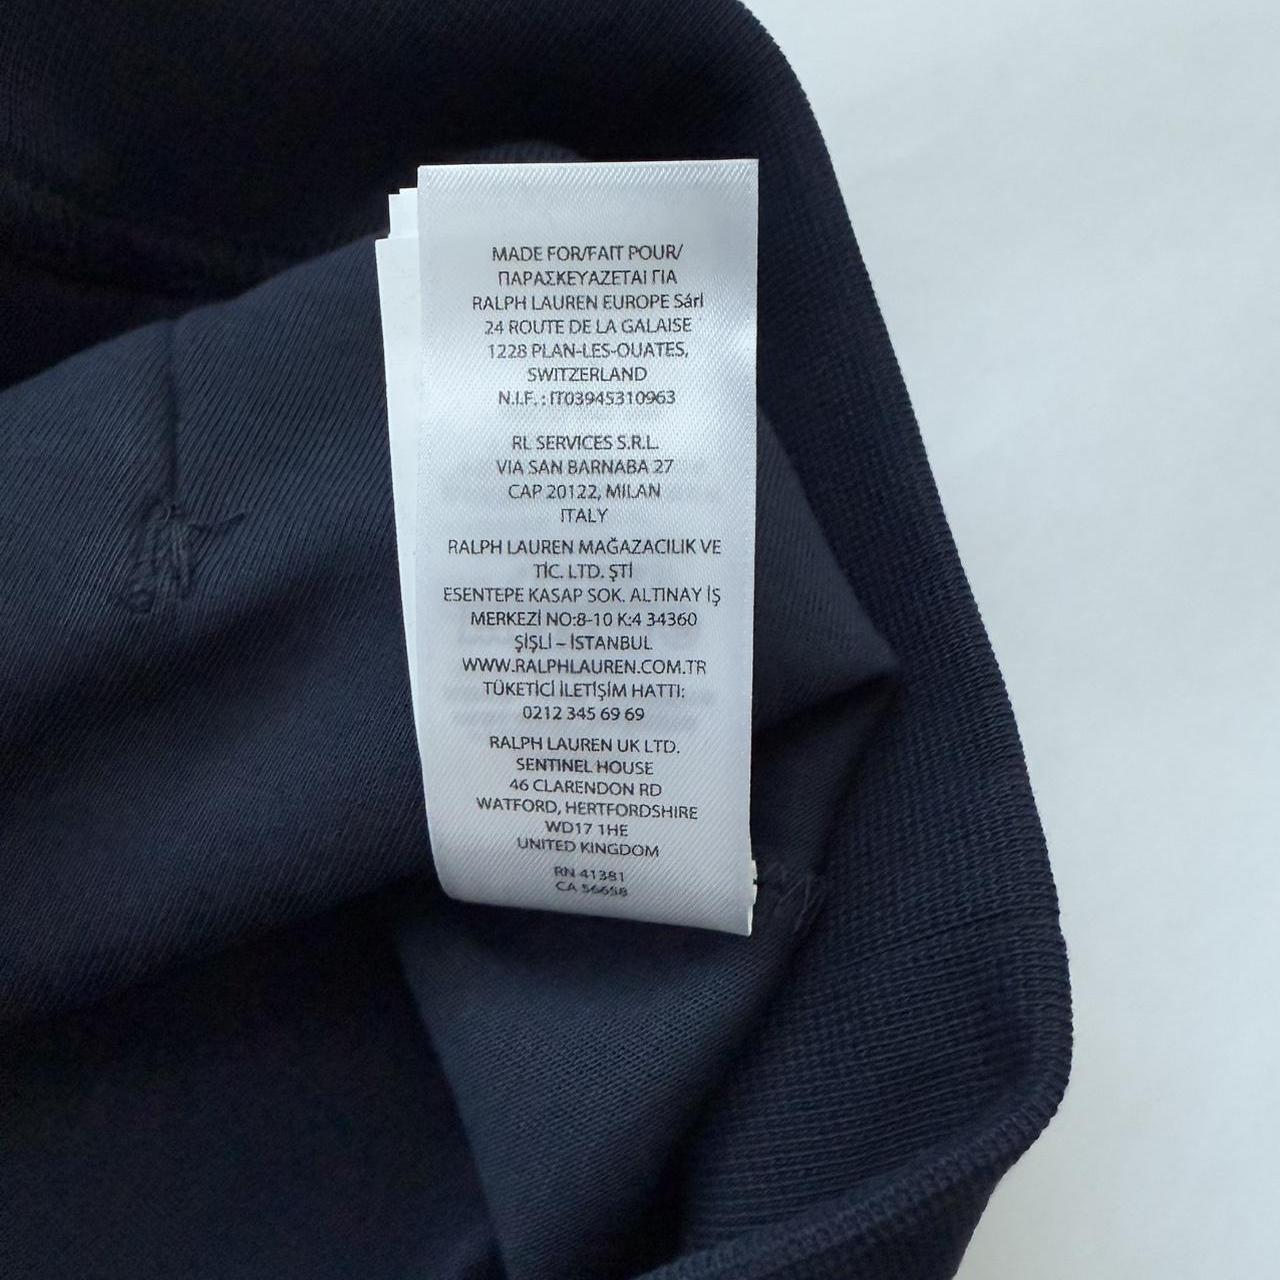 MADE FOR/FAIT POUR/
ΠΑΡΑΣΚΕΥΑΖΕΤΑΙ ΓΙΑ
RALPH LAUREN EUROPE Sárl
24 ROUTE DE LA GALAISE
1228 PLAN-LES-OUATES,
SWITZERLAND
N.I.F. : IT03945310963
RL SERVICES S.R.L.
VIA SAN BARNABA 27
CAP 20122, MILAN
ITALY
RALPH LAUREN MAĞAZACILIK VE
TİC. LTD. ŞTİ
ESENTEPE KASAP SOK. ALTINAY İŞ
MERKEZİ NO:8-10 K:4 34360
ŞİŞLİ – İSTANBUL
WWW.RALPHLAUREN.COM.TR
TÜKETİCİ İLETİŞİM HATTI:
0212 345 69 69
RALPH LAUREN UK LTD.
SENTINEL HOUSE
46 CLARENDON RD
WATFORD, HERTFORDSHIRE
WD17 1HE
UNITED KINGDOM
RN 41381
CA 56658